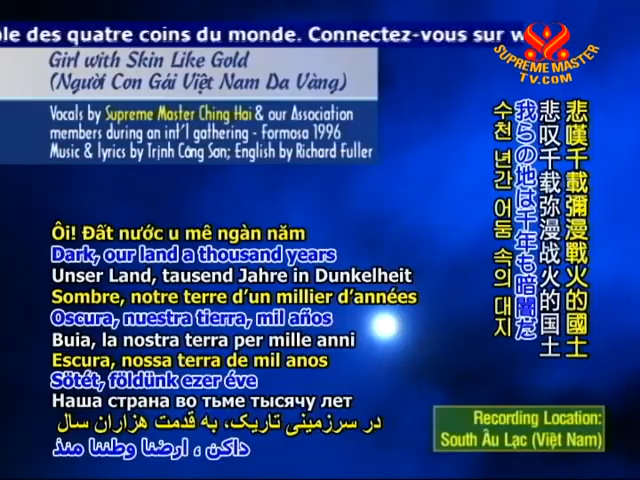 ble des quatre coins du monde. Connectez-vous sur w
SUPREME MASTER
TV.COM
Girl with Skin Like Gold
(Người Con Gái Việt Nam Da Vàng)
Vocals by Supreme Master Ching Hai & our Association
members during an int'l gathering - Formosa 1996
Music & lyrics by Trịnh Công Sơn; English by Richard Fuller
悲嘆千載彌漫戰火的國土
悲叹千载弥漫战火的国土
我らの地は千年も暗闇だ
수천 년간 어둠 속의 대지
Ôi! Đất nước u mê ngàn năm
Dark, our land a thousand years
Unser Land, tausend Jahre in Dunkelheit
Sombre, notre terre d'un millier d'années
Oscura, nuestra tierra, mil años
Buia, la nostra terra per mille anni
Escura, nossa terra de mil anos
Sötét, földünk ezer éve
Наша страна во тьме тысячу лет
در سرزمینی تاریک، به قدمت هزاران سال
داكن ، ارضنا وطننا منذ
Recording Location:
South Âu Lạc (Việt Nam)